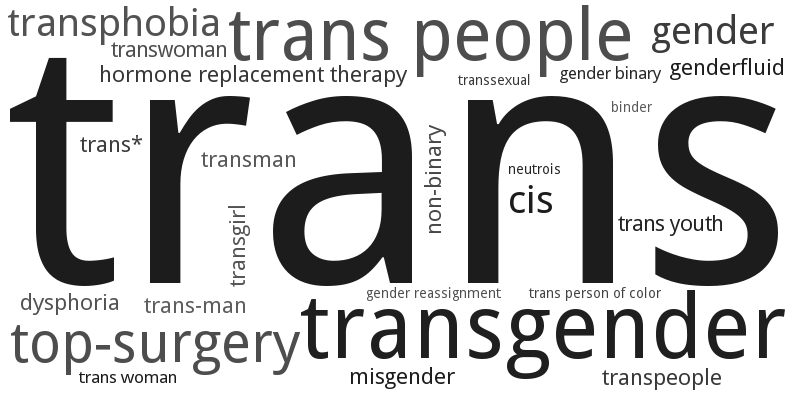 transphobia
trans people
gender
transwoman
hormone replacement therapy
transsexual
gender binary
genderfluid
trans
binder
trans*
transman
non-binary
neutrois
cis
transgirl
trans youth
dysphoria
trans-man
gender reassignment
trans person of color
top-surgery
transgender
trans woman
misgender
transpeople